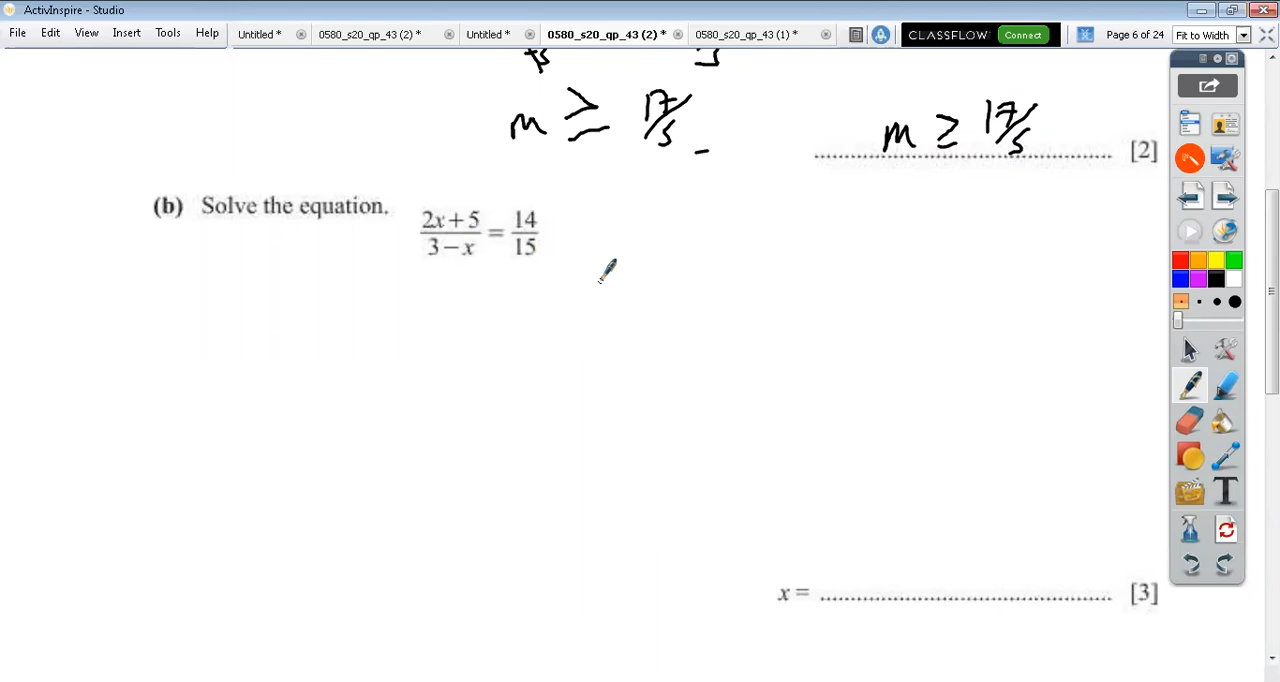 ActivInspire - Studio
File Edit View Insert Tools Help Untitled * 0580_s20_qp_43 (2) * Untitled * 0580_s20_qp_43 (2) * 0580_s20_qp_43 (1) * CLASSFLOW Connect Page 6 of 24 Fit to Width
m ≥ 17/5
m ≥ 17/5 [2]
(b) Solve the equation.
2x+5/3−x = 14/15
x = ................................................ [3]